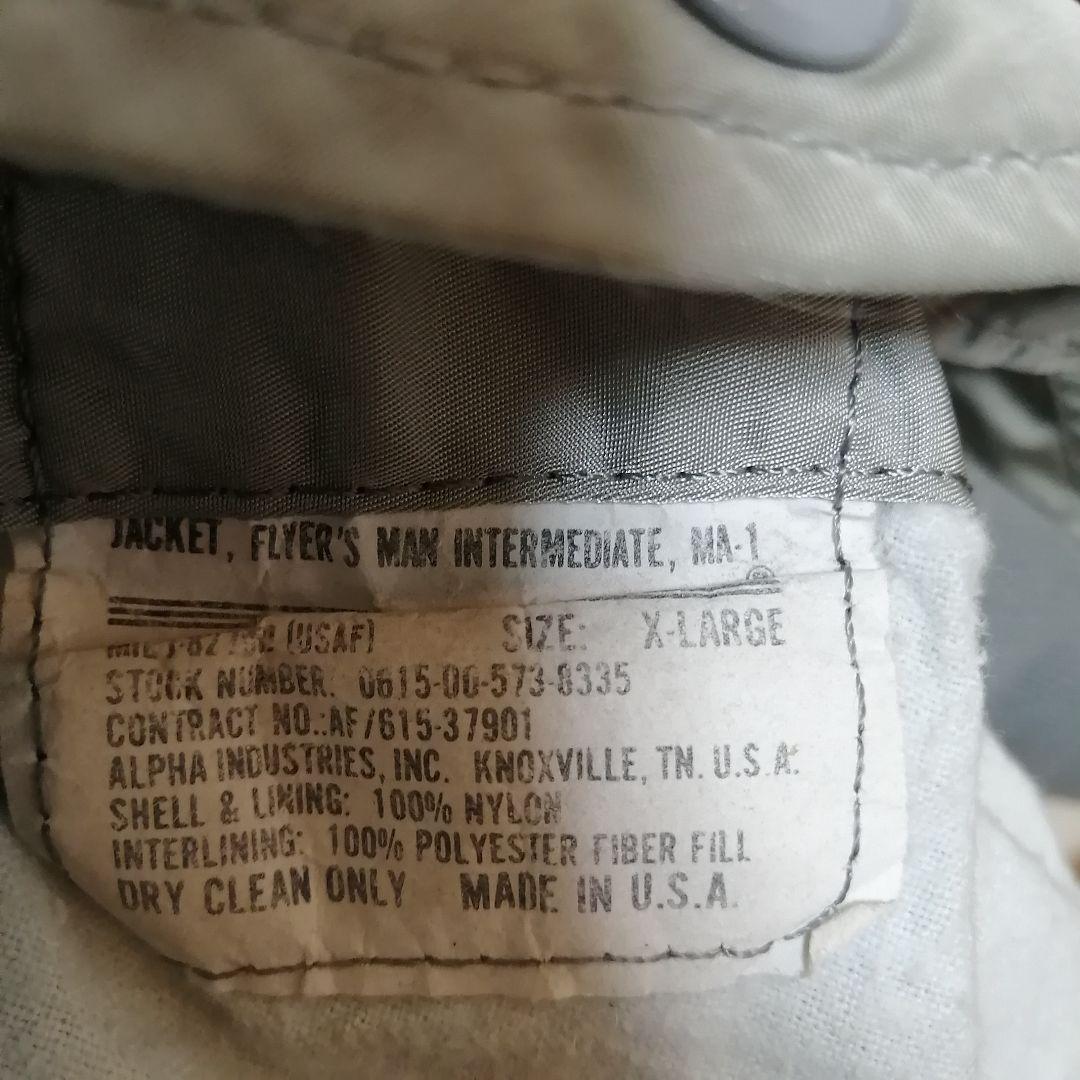 JACKET, FLYER'S MAN INTERMEDIATE, MA-1
(USAF) SIZE: X-LARGE
STOCK NUMBER. 0615-00-573-8335
CONTRACT NO.:AF/615-37901
ALPHA INDUSTRIES, INC. KNOXVILLE, TN. U.S.A.
SHELL & LINING: 100% NYLON
INTERLINING: 100% POLYESTER FIBER FILL
DRY CLEAN ONLY MADE IN U.S.A.